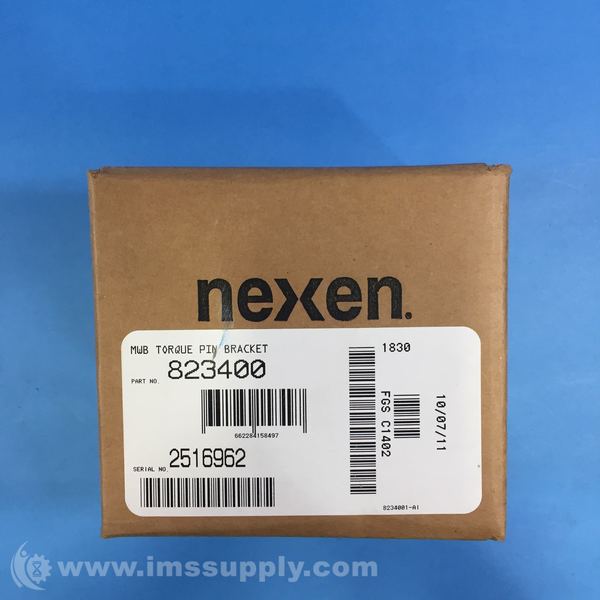 nexen.
MWB TORQUE PIN BRACKET
PART NO. 823400
662284158497
SERIAL NO. 2516962
1830
FGS C1402
10/07/11
8234001-AI
www.imssupply.com